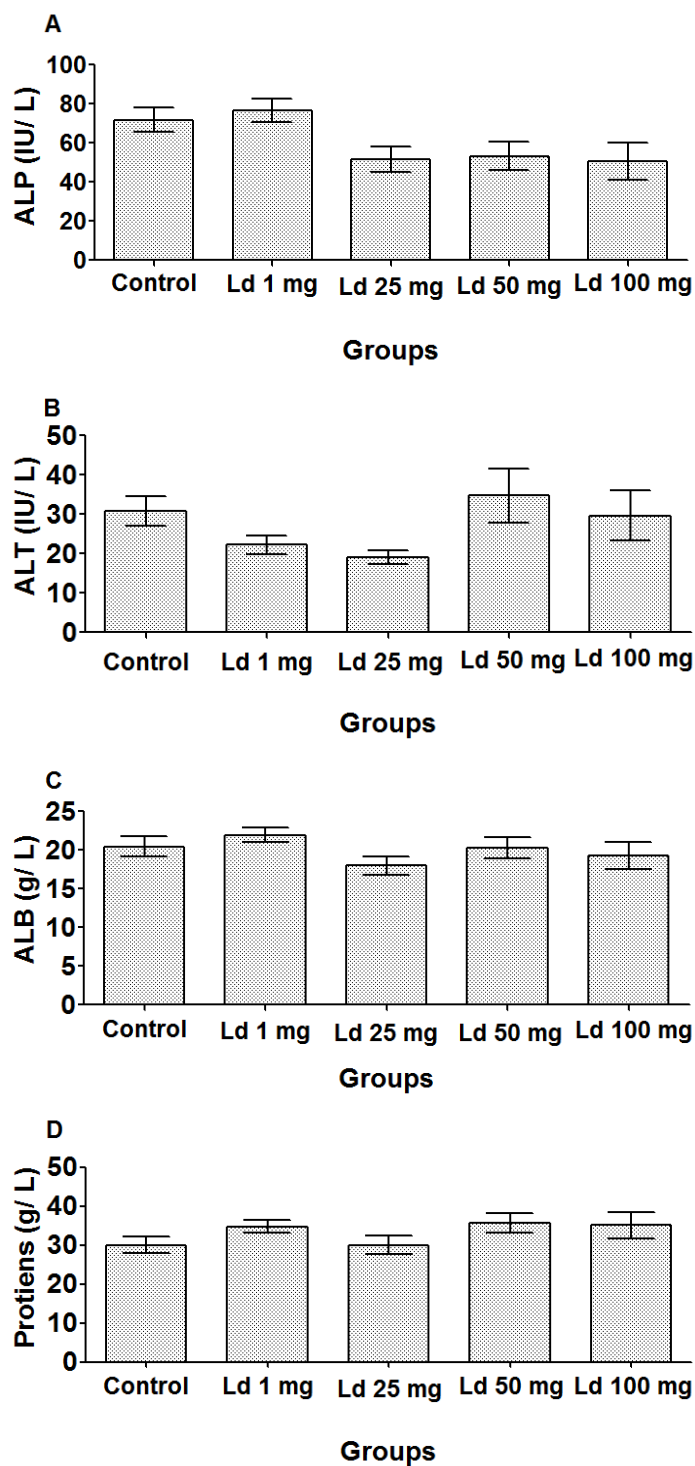 A
ALP (IU/ L)
100
80
60
40
20
0
Control Ld 1 mg Ld 25 mg Ld 50 mg Ld 100 mg
Groups
B
ALT (IU/ L)
50
40
30
20
10
0
Control Ld 1 mg Ld 25 mg Ld 50 mg Ld 100 mg
Groups
C
ALB (g/ L)
25
20
15
10
5
0
Control Ld 1 mg Ld 25 mg Ld 50 mg Ld 100 mg
Groups
D
Protiens (g/ L)
50
40
30
20
10
0
Control Ld 1 mg Ld 25 mg Ld 50 mg Ld 100 mg
Groups